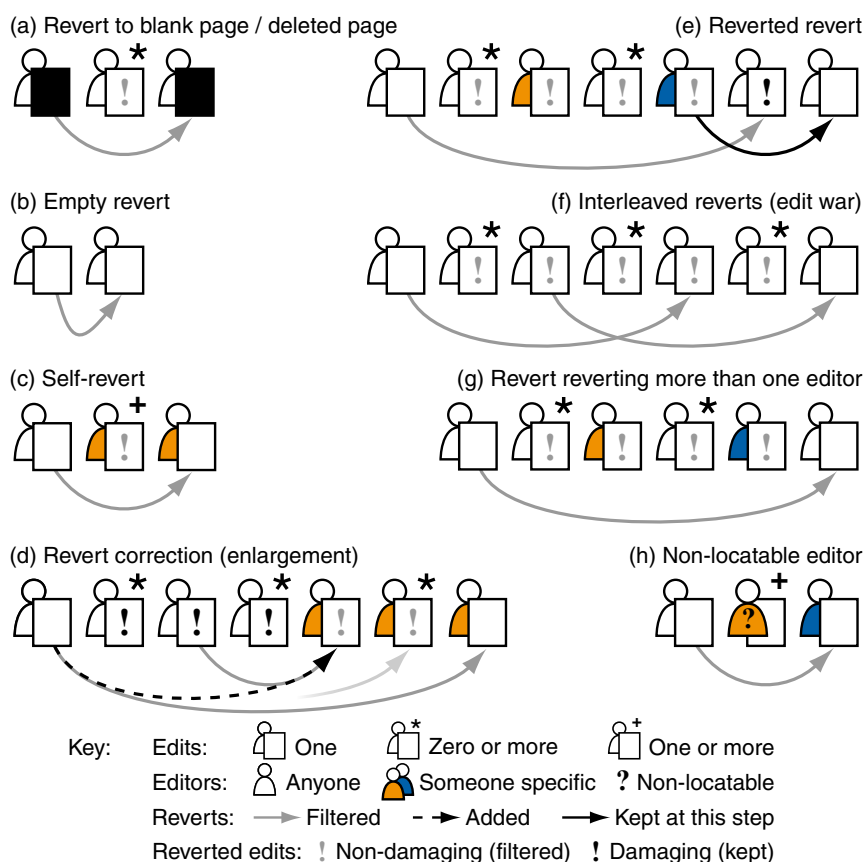 (a) Revert to blank page / deleted page
*
!
(e) Reverted revert
* *
! ! ! ! !
(b) Empty revert
(f) Interleaved reverts (edit war)
* * *
! ! ! ! !
(c) Self-revert
+
!
(g) Revert reverting more than one editor
* *
! ! ! !
(d) Revert correction (enlargement)
* * *
! ! ! ! !
(h) Non-locatable editor
+
?
Key: Edits: One * Zero or more + One or more
Editors: Anyone Someone specific ? Non-locatable
Reverts: Filtered Added Kept at this step
Reverted edits: ! Non-damaging (filtered) ! Damaging (kept)